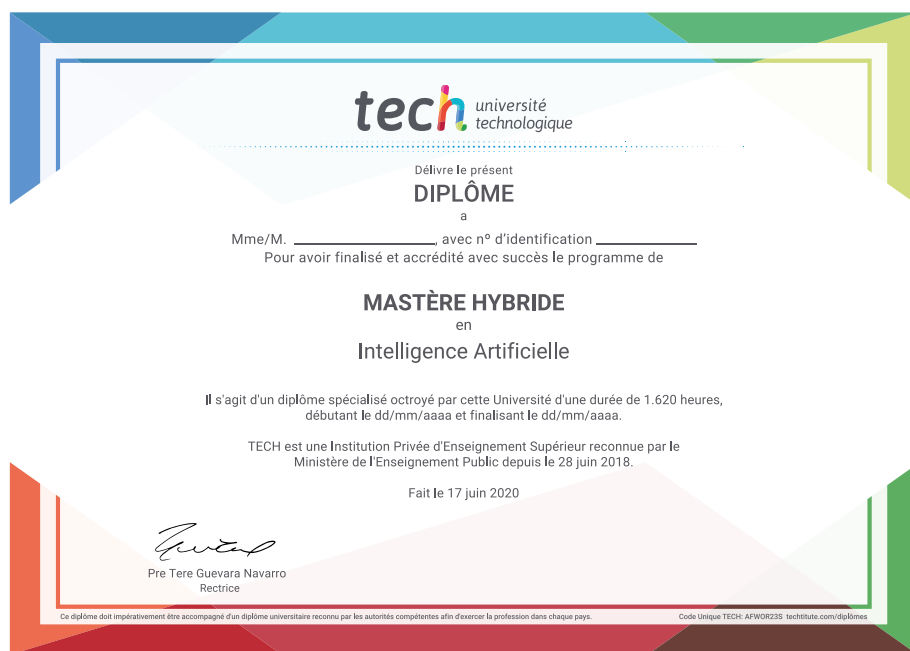 tech université
technologique
Délivre le présent
DIPLÔME
a
Mme/M. ____________________, avec nº d'identification ______________
Pour avoir finalisé et accrédité avec succès le programme de
MASTÈRE HYBRIDE
en
Intelligence Artificielle
Il s'agit d'un diplôme spécialisé octroyé par cette Université d'une durée de 1.620 heures,
débutant le dd/mm/aaaa et finalisant le dd/mm/aaaa.
TECH est une Institution Privée d'Enseignement Supérieur reconnue par le
Ministère de l'Enseignement Public depuis le 28 juin 2018.
Fait le 17 juin 2020
Pre Tere Guevara Navarro
Rectrice
Ce diplôme doit impérativement être accompagné d'un diplôme universitaire reconnu par les autorités compétentes afin d'exercer la profession dans chaque pays.
Code Unique TECH: AFWOR23S techtitute.com/diplômes